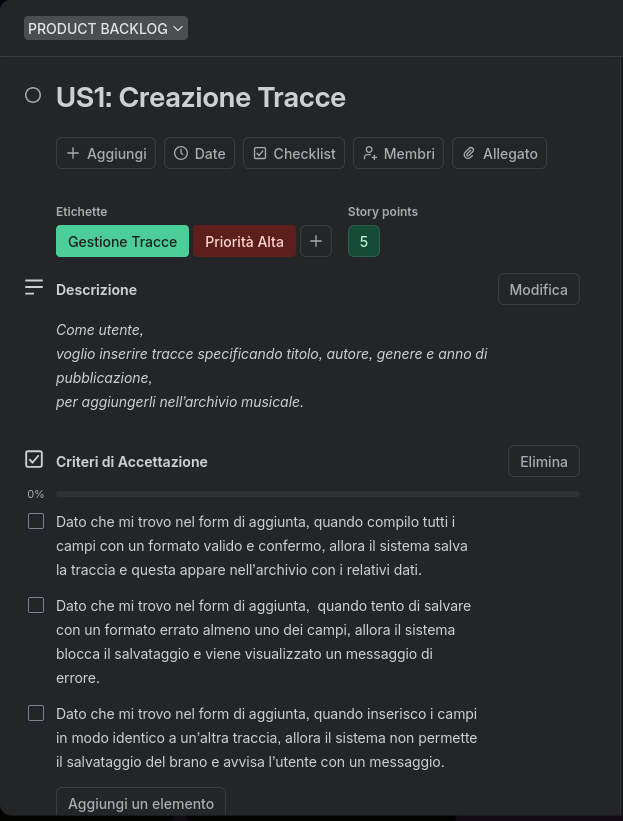 PRODUCT BACKLOG
US1: Creazione Tracce
Aggiungi
Date
Checklist
Membri
Allegato
Etichette
Story points
Gestione Tracce
Priorità Alta
5
Descrizione
Modifica
Come utente,
voglio inserire tracce specificando titolo, autore, genere e anno di
pubblicazione,
per aggiungerli nell'archivio musicale.
Criteri di Accettazione
Elimina
0%
Dato che mi trovo nel form di aggiunta, quando compilo tutti i
campi con un formato valido e confermo, allora il sistema salva
la traccia e questa appare nell'archivio con i relativi dati.
Dato che mi trovo nel form di aggiunta,  quando tento di salvare
con un formato errato almeno uno dei campi, allora il sistema
blocca il salvataggio e viene visualizzato un messaggio di
errore.
Dato che mi trovo nel form di aggiunta, quando inserisco i campi
in modo identico a un'altra traccia, allora il sistema non permette
il salvataggio del brano e avvisa l'utente con un messaggio.
Aggiungi un elemento